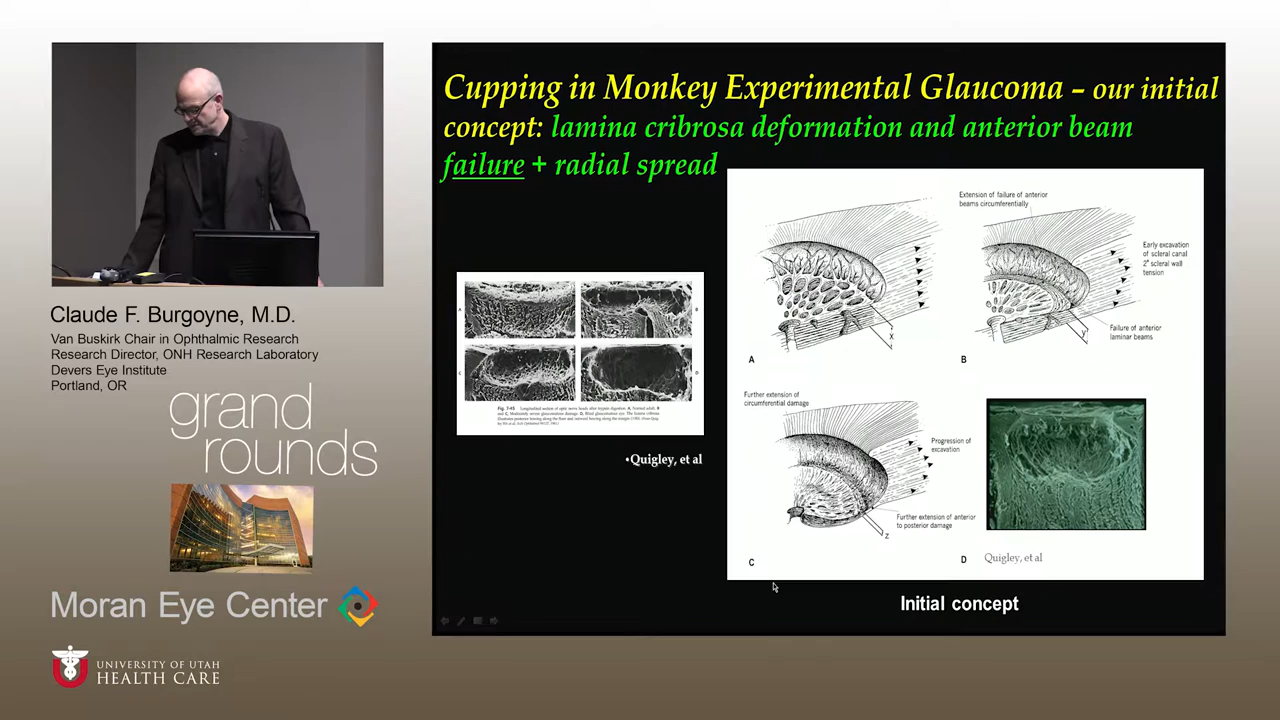 Cupping in Monkey Experimental Glaucoma – our initial
concept: lamina cribrosa deformation and anterior beam
failure + radial spread
Extension of failure of anterior
beams circumferentially
Early excavation
of scleral canal
2° scleral wall
tension
x
y
Failure of anterior
laminar beams
A
B
Further extension of
circumferential damage
Progression of
excavation
Further extension of anterior
to posterior damage
z
C
D
Quigley, et al
Initial concept
A
B
C
D
•Quigley, et al
Claude F. Burgoyne, M.D.
Van Buskirk Chair in Ophthalmic Research
Research Director, ONH Research Laboratory
Devers Eye Institute
Portland, OR
grand
rounds
Moran Eye Center
U
UNIVERSITY OF UTAH
HEALTH CARE